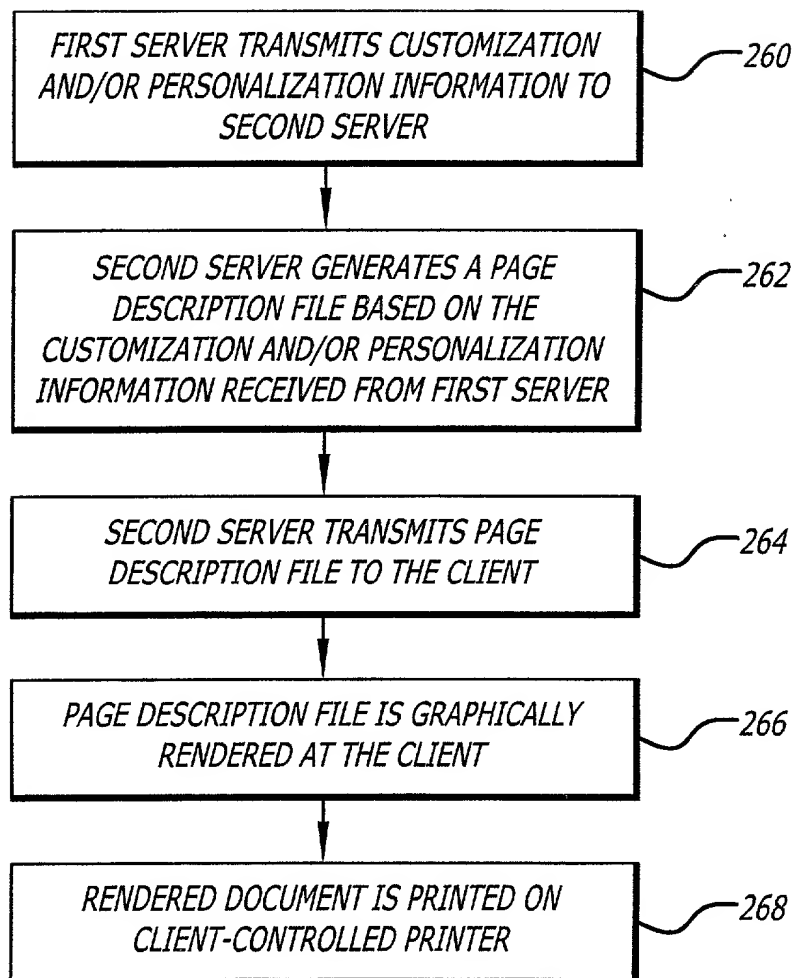 FIRST SERVER TRANSMITS CUSTOMIZATION
AND/OR PERSONALIZATION INFORMATION TO
SECOND SERVER
260
SECOND SERVER GENERATES A PAGE
DESCRIPTION FILE BASED ON THE
CUSTOMIZATION AND/OR PERSONALIZATION
INFORMATION RECEIVED FROM FIRST SERVER
262
SECOND SERVER TRANSMITS PAGE
DESCRIPTION FILE TO THE CLIENT
264
PAGE DESCRIPTION FILE IS GRAPHICALLY
RENDERED AT THE CLIENT
266
RENDERED DOCUMENT IS PRINTED ON
CLIENT-CONTROLLED PRINTER
268